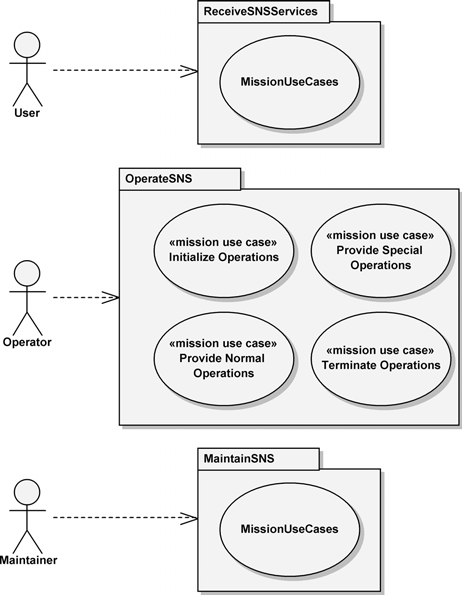 ReceiveSNSServices
MissionUseCases
User
OperateSNS
«mission use case»
Initialize Operations
«mission use case»
Provide Special
Operations
Operator
«mission use case»
Provide Normal
Operations
«mission use case»
Terminate Operations
MaintainSNS
MissionUseCases
Maintainer